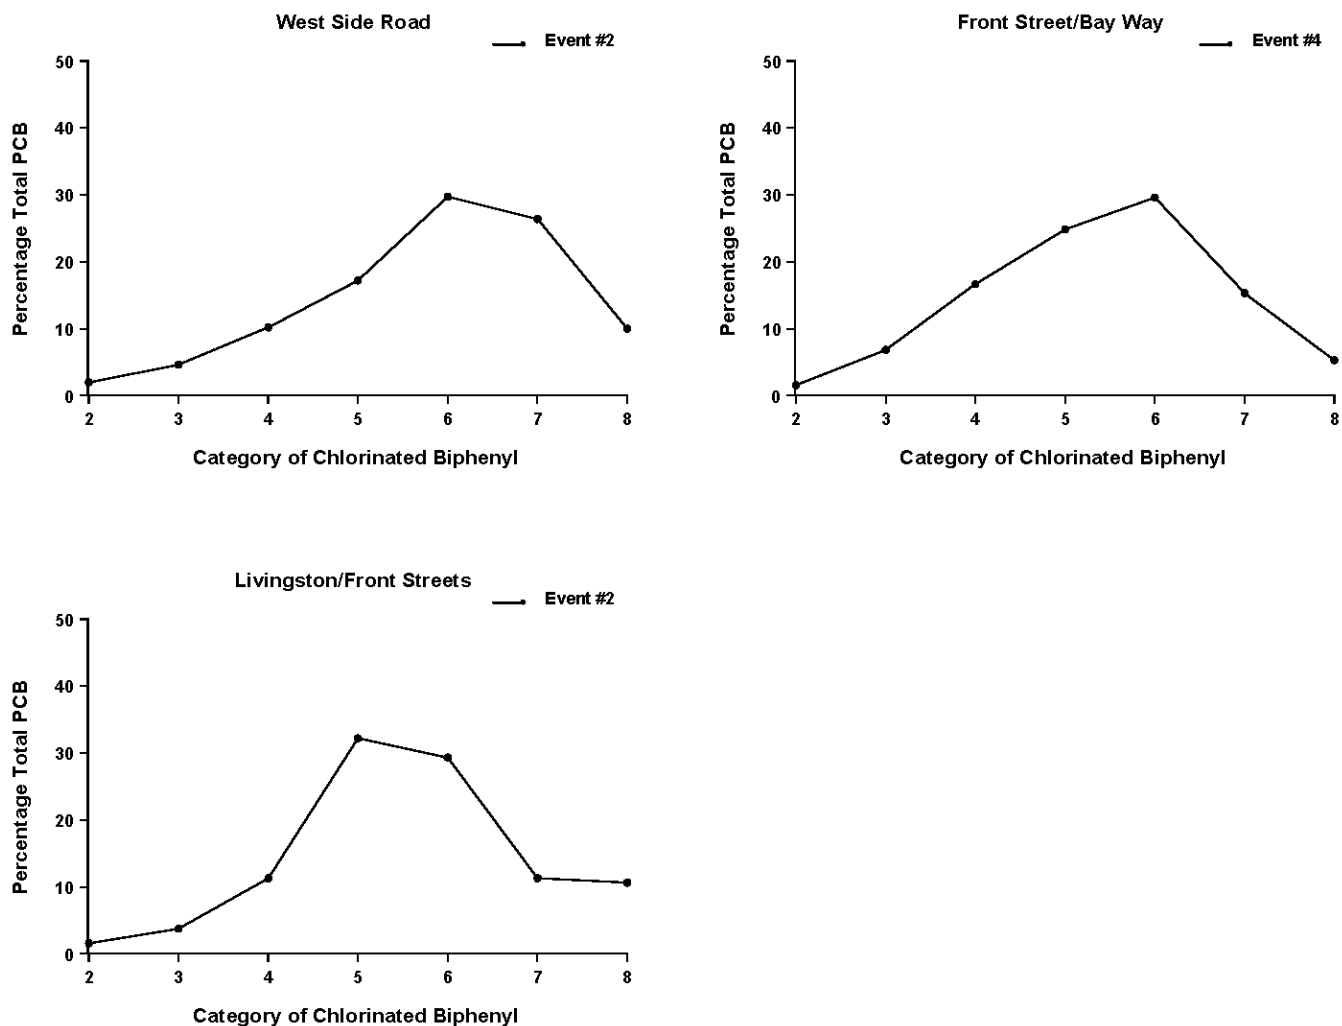 West Side Road
Event #2
Percentage Total PCB
50
40
30
20
10
0
2 3 4 5 6 7 8
Category of Chlorinated Biphenyl
Front Street/Bay Way
Event #4
Percentage Total PCB
50
40
30
20
10
0
2 3 4 5 6 7 8
Category of Chlorinated Biphenyl
Livingston/Front Streets
Event #2
Percentage Total PCB
50
40
30
20
10
0
2 3 4 5 6 7 8
Category of Chlorinated Biphenyl